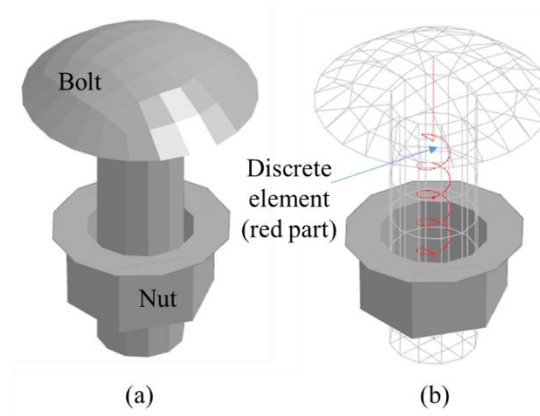 Bolt
Discrete
element
(red part)
Nut
(a)
(b)